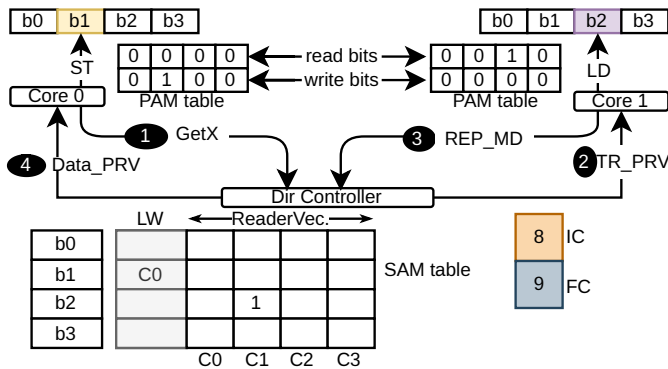 b0 b1 b2 b3
b0 b1 b2 b3
ST
0 0 0 0
0 1 0 0
read bits
write bits
0 0 1 0
0 0 0 0
LD
PAM table
PAM table
Core 0
Core 1
1 GetX
3 REP_MD
4 Data_PRV
2 TR_PRV
Dir Controller
LW
ReaderVec.
b0
b1 C0
b2 1
b3
SAM table
C0 C1 C2 C3
8 IC
9 FC